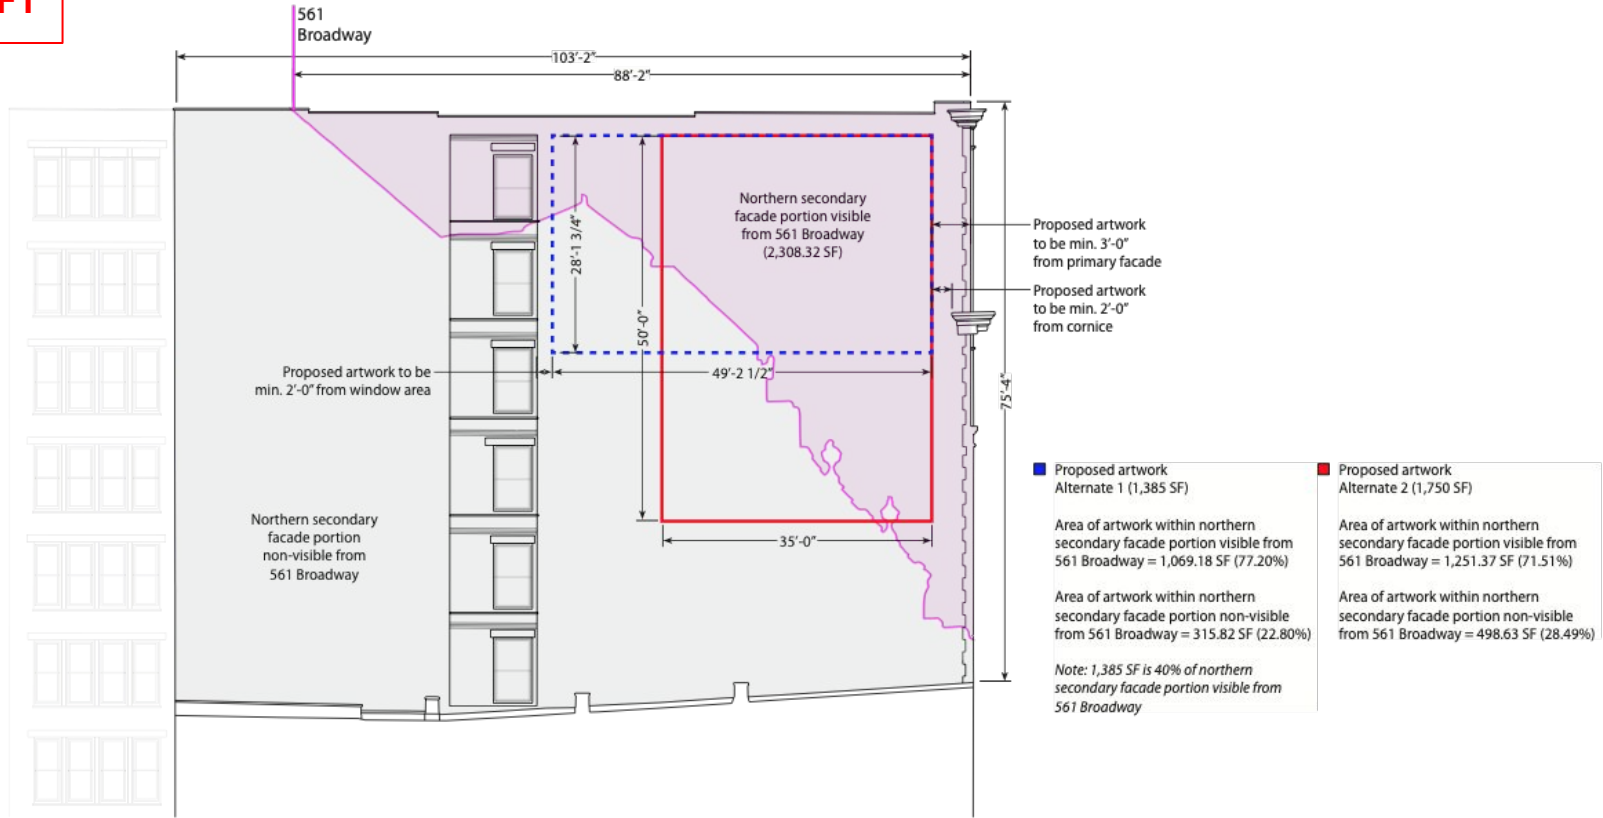 561
Broadway
103'-2"
88'-2"
Northern secondary
facade portion visible
from 561 Broadway
(2,308.32 SF)
28'-1 3/4"
50'-0"
Proposed artwork
to be min. 3'-0"
from primary facade
Proposed artwork
to be min. 2'-0"
from cornice
Proposed artwork to be
min. 2'-0" from window area
49'-2 1/2"
75'-4"
Northern secondary
facade portion
non-visible from
561 Broadway
35'-0"
Proposed artwork
Alternate 1 (1,385 SF)
Area of artwork within northern
secondary facade portion visible from
561 Broadway = 1,069.18 SF (77.20%)
Area of artwork within northern
secondary facade portion non-visible
from 561 Broadway = 315.82 SF (22.80%)
Note: 1,385 SF is 40% of northern
secondary facade portion visible from
561 Broadway
Proposed artwork
Alternate 2 (1,750 SF)
Area of artwork within northern
secondary facade portion visible from
561 Broadway = 1,251.37 SF (71.51%)
Area of artwork within northern
secondary facade portion non-visible
from 561 Broadway = 498.63 SF (28.49%)